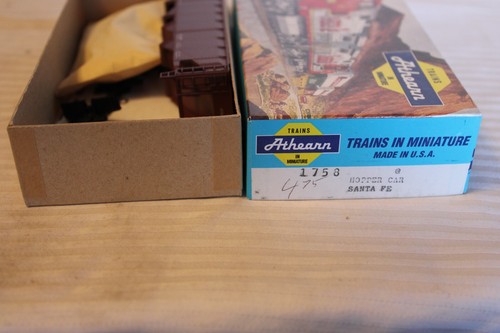 Athearn
TRAINS
Athearn
IN MINIATURE
TRAINS IN MINIATURE
MADE IN U.S.A.
1758
HOPPER CAR
475
SANTA FE